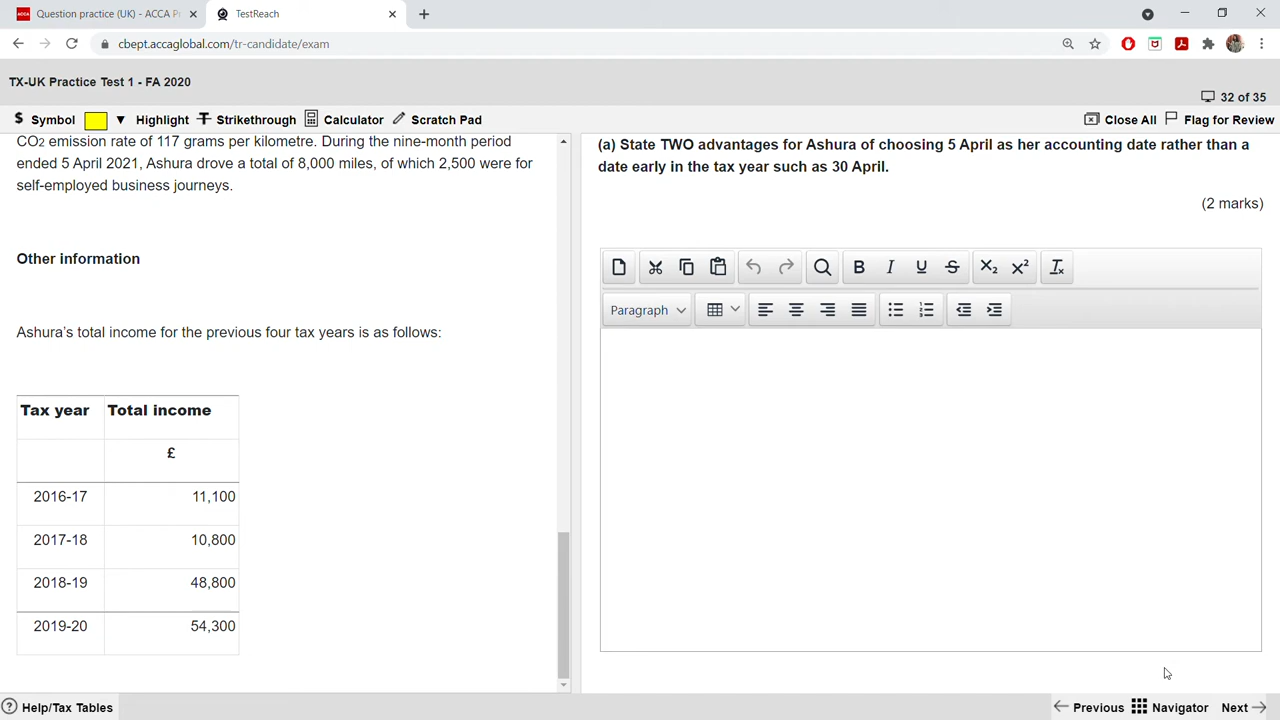 Question practice (UK) - ACCA P
TestReach
cbept.accaglobal.com/tr-candidate/exam
TX-UK Practice Test 1 - FA 2020
32 of 35
$ Symbol Highlight Strikethrough Calculator Scratch Pad
Close All Flag for Review
CO2 emission rate of 117 grams per kilometre. During the nine-month period
ended 5 April 2021, Ashura drove a total of 8,000 miles, of which 2,500 were for
self-employed business journeys.
Other information
Ashura's total income for the previous four tax years is as follows:
Tax year Total income
£
2016-17 11,100
2017-18 10,800
2018-19 48,800
2019-20 54,300
(a) State TWO advantages for Ashura of choosing 5 April as her accounting date rather than a
date early in the tax year such as 30 April.
(2 marks)
B I U S X₂ X² Tx
Paragraph
Help/Tax Tables
Previous Navigator Next